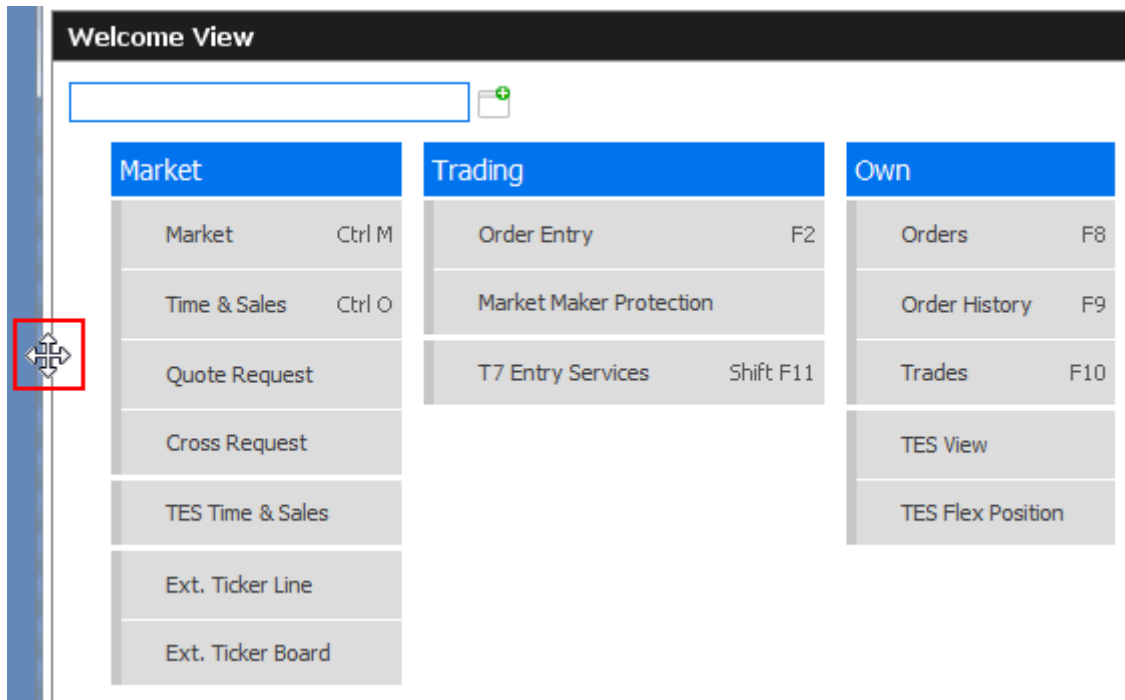 Welcome View
Market
Market Ctrl M
Time & Sales Ctrl O
Quote Request
Cross Request
TES Time & Sales
Ext. Ticker Line
Ext. Ticker Board
Trading
Order Entry F2
Market Maker Protection
T7 Entry Services Shift F11
Own
Orders F8
Order History F9
Trades F10
TES View
TES Flex Position